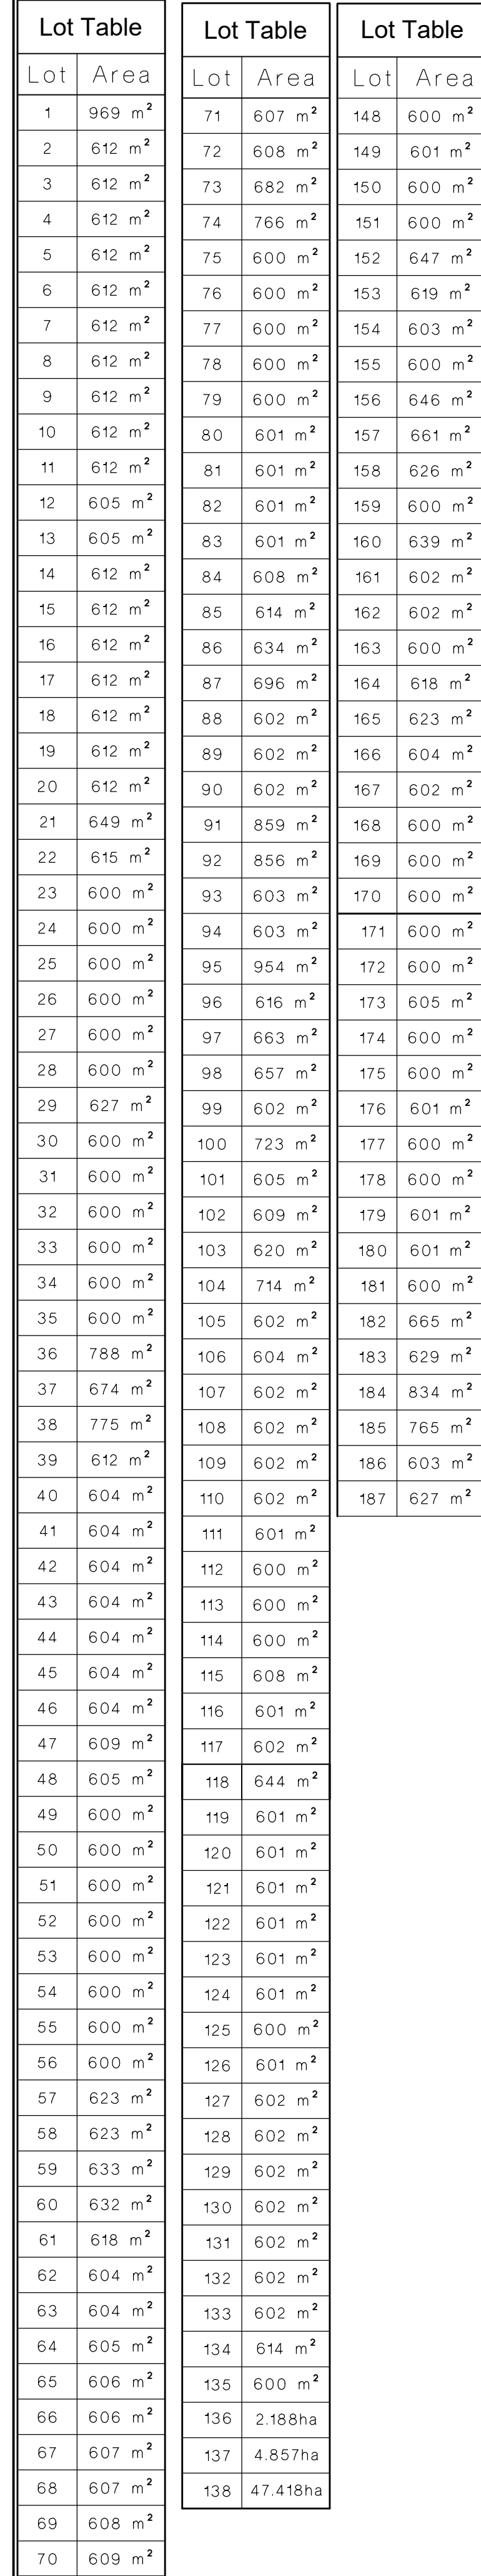 Lot Table
Lot Area
1 969 m²
2 612 m²
3 612 m²
4 612 m²
5 612 m²
6 612 m²
7 612 m²
8 612 m²
9 612 m²
10 612 m²
11 612 m²
12 605 m²
13 605 m²
14 612 m²
15 612 m²
16 612 m²
17 612 m²
18 612 m²
19 612 m²
20 612 m²
21 649 m²
22 615 m²
23 600 m²
24 600 m²
25 600 m²
26 600 m²
27 600 m²
28 600 m²
29 627 m²
30 600 m²
31 600 m²
32 600 m²
33 600 m²
34 600 m²
35 600 m²
36 788 m²
37 674 m²
38 775 m²
39 612 m²
40 604 m²
41 604 m²
42 604 m²
43 604 m²
44 604 m²
45 604 m²
46 604 m²
47 609 m²
48 605 m²
49 600 m²
50 600 m²
51 600 m²
52 600 m²
53 600 m²
54 600 m²
55 600 m²
56 600 m²
57 623 m²
58 623 m²
59 633 m²
60 632 m²
61 618 m²
62 604 m²
63 604 m²
64 605 m²
65 606 m²
66 606 m²
67 607 m²
68 607 m²
69 608 m²
70 609 m²
Lot Table
Lot Area
71 607 m²
72 608 m²
73 682 m²
74 766 m²
75 600 m²
76 600 m²
77 600 m²
78 600 m²
79 600 m²
80 601 m²
81 601 m²
82 601 m²
83 601 m²
84 608 m²
85 614 m²
86 634 m²
87 696 m²
88 602 m²
89 602 m²
90 602 m²
91 859 m²
92 856 m²
93 603 m²
94 603 m²
95 954 m²
96 616 m²
97 663 m²
98 657 m²
99 602 m²
100 723 m²
101 605 m²
102 609 m²
103 620 m²
104 714 m²
105 602 m²
106 604 m²
107 602 m²
108 602 m²
109 602 m²
110 602 m²
111 601 m²
112 600 m²
113 600 m²
114 600 m²
115 608 m²
116 601 m²
117 602 m²
118 644 m²
119 601 m²
120 601 m²
121 601 m²
122 601 m²
123 601 m²
124 601 m²
125 600 m²
126 601 m²
127 602 m²
128 602 m²
129 602 m²
130 602 m²
131 602 m²
132 602 m²
133 602 m²
134 614 m²
135 600 m²
136 2.188ha
137 4.857ha
138 47.418ha
Lot Table
Lot Area
148 600 m²
149 601 m²
150 600 m²
151 600 m²
152 647 m²
153 619 m²
154 603 m²
155 600 m²
156 646 m²
157 661 m²
158 626 m²
159 600 m²
160 639 m²
161 602 m²
162 602 m²
163 600 m²
164 618 m²
165 623 m²
166 604 m²
167 602 m²
168 600 m²
169 600 m²
170 600 m²
171 600 m²
172 600 m²
173 605 m²
174 600 m²
175 600 m²
176 601 m²
177 600 m²
178 600 m²
179 601 m²
180 601 m²
181 600 m²
182 665 m²
183 629 m²
184 834 m²
185 765 m²
186 603 m²
187 627 m²